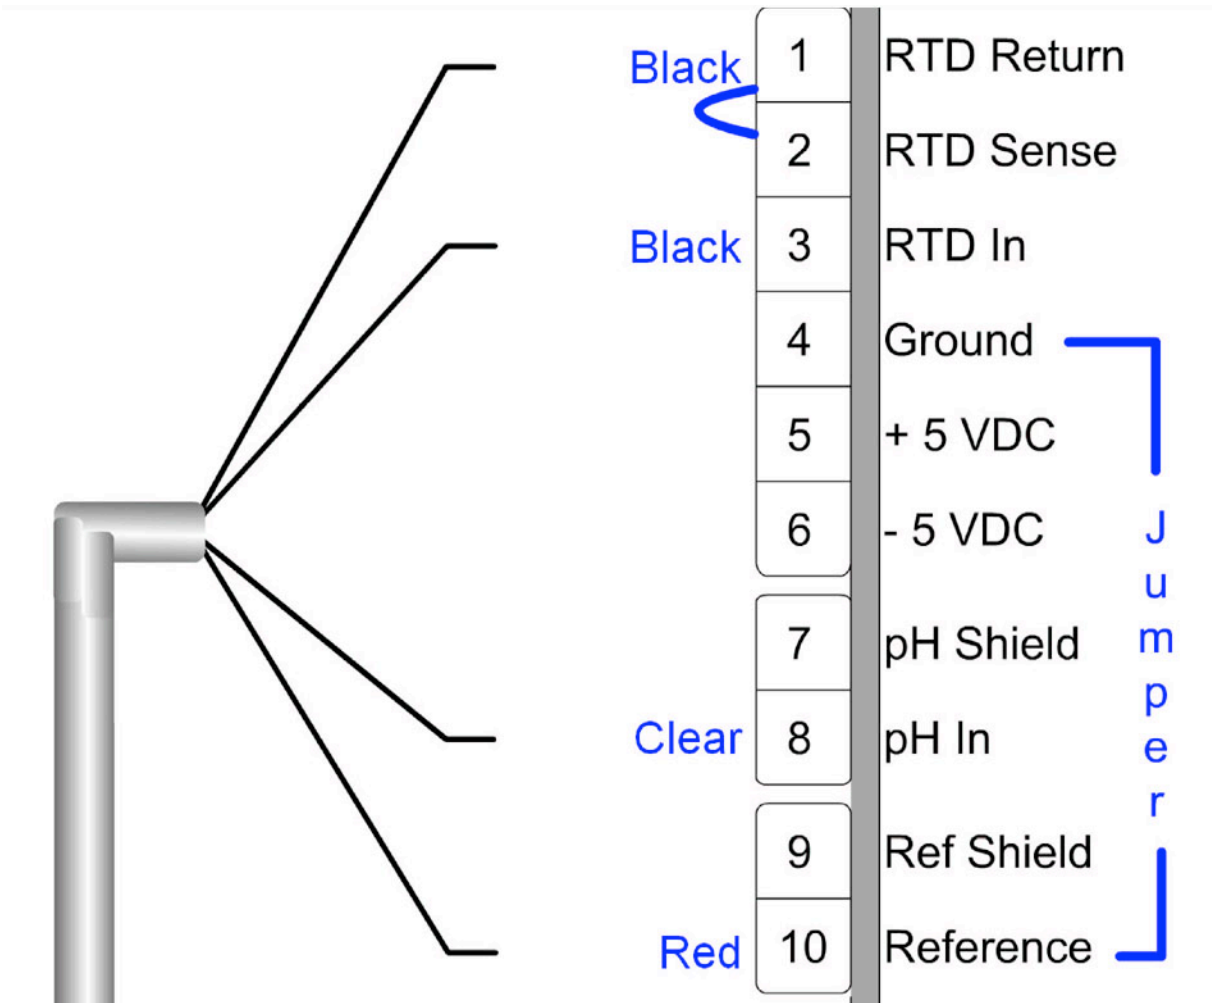 Black 1 RTD Return
2 RTD Sense
Black 3 RTD In
4 Ground
5 + 5 VDC
6 - 5 VDC
7 pH Shield
Clear 8 pH In
9 Ref Shield
Red 10 Reference
Jumper